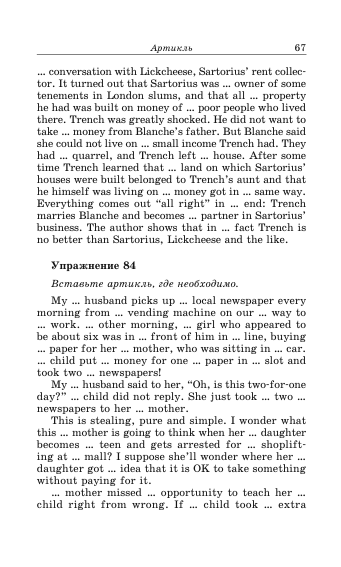 Артикль 67
... conversation with Lickcheese, Sartorius’ rent collec-
tor. It turned out that Sartorius was ... owner of some
tenements in London slums, and that all ... property
he had was built on money of ... poor people who lived
there. Trench was greatly shocked. He did not want to
take ... money from Blanche’s father. But Blanche said
she could not live on ... small income Trench had. They
had ... quarrel, and Trench left ... house. After some
time Trench learned that ... land on which Sartorius’
houses were built belonged to Trench’s aunt and that
he himself was living on ... money got in ... same way.
Everything comes out “all right” in ... end: Trench
marries Blanche and becomes ... partner in Sartorius’
business. The author shows that in ... fact Trench is
no better than Sartorius, Lickcheese and the like.
Упражнение 84
Вставьте артикль, где необходимо.
My ... husband picks up ... local newspaper every
morning from ... vending machine on our ... way to
... work. ... other morning, ... girl who appeared to
be about six was in ... front of him in ... line, buying
... paper for her ... mother, who was sitting in ... car.
... child put ... money for one ... paper in ... slot and
took two ... newspapers!
My ... husband said to her, “Oh, is this two-for-one
day?” ... child did not reply. She just took ... two ...
newspapers to her ... mother.
This is stealing, pure and simple. I wonder what
this ... mother is going to think when her ... daughter
becomes ... teen and gets arrested for ... shoplift-
ing at ... mall? I suppose she’ll wonder where her ...
daughter got ... idea that it is OK to take something
without paying for it.
... mother missed ... opportunity to teach her ...
child right from wrong. If ... child took ... extra